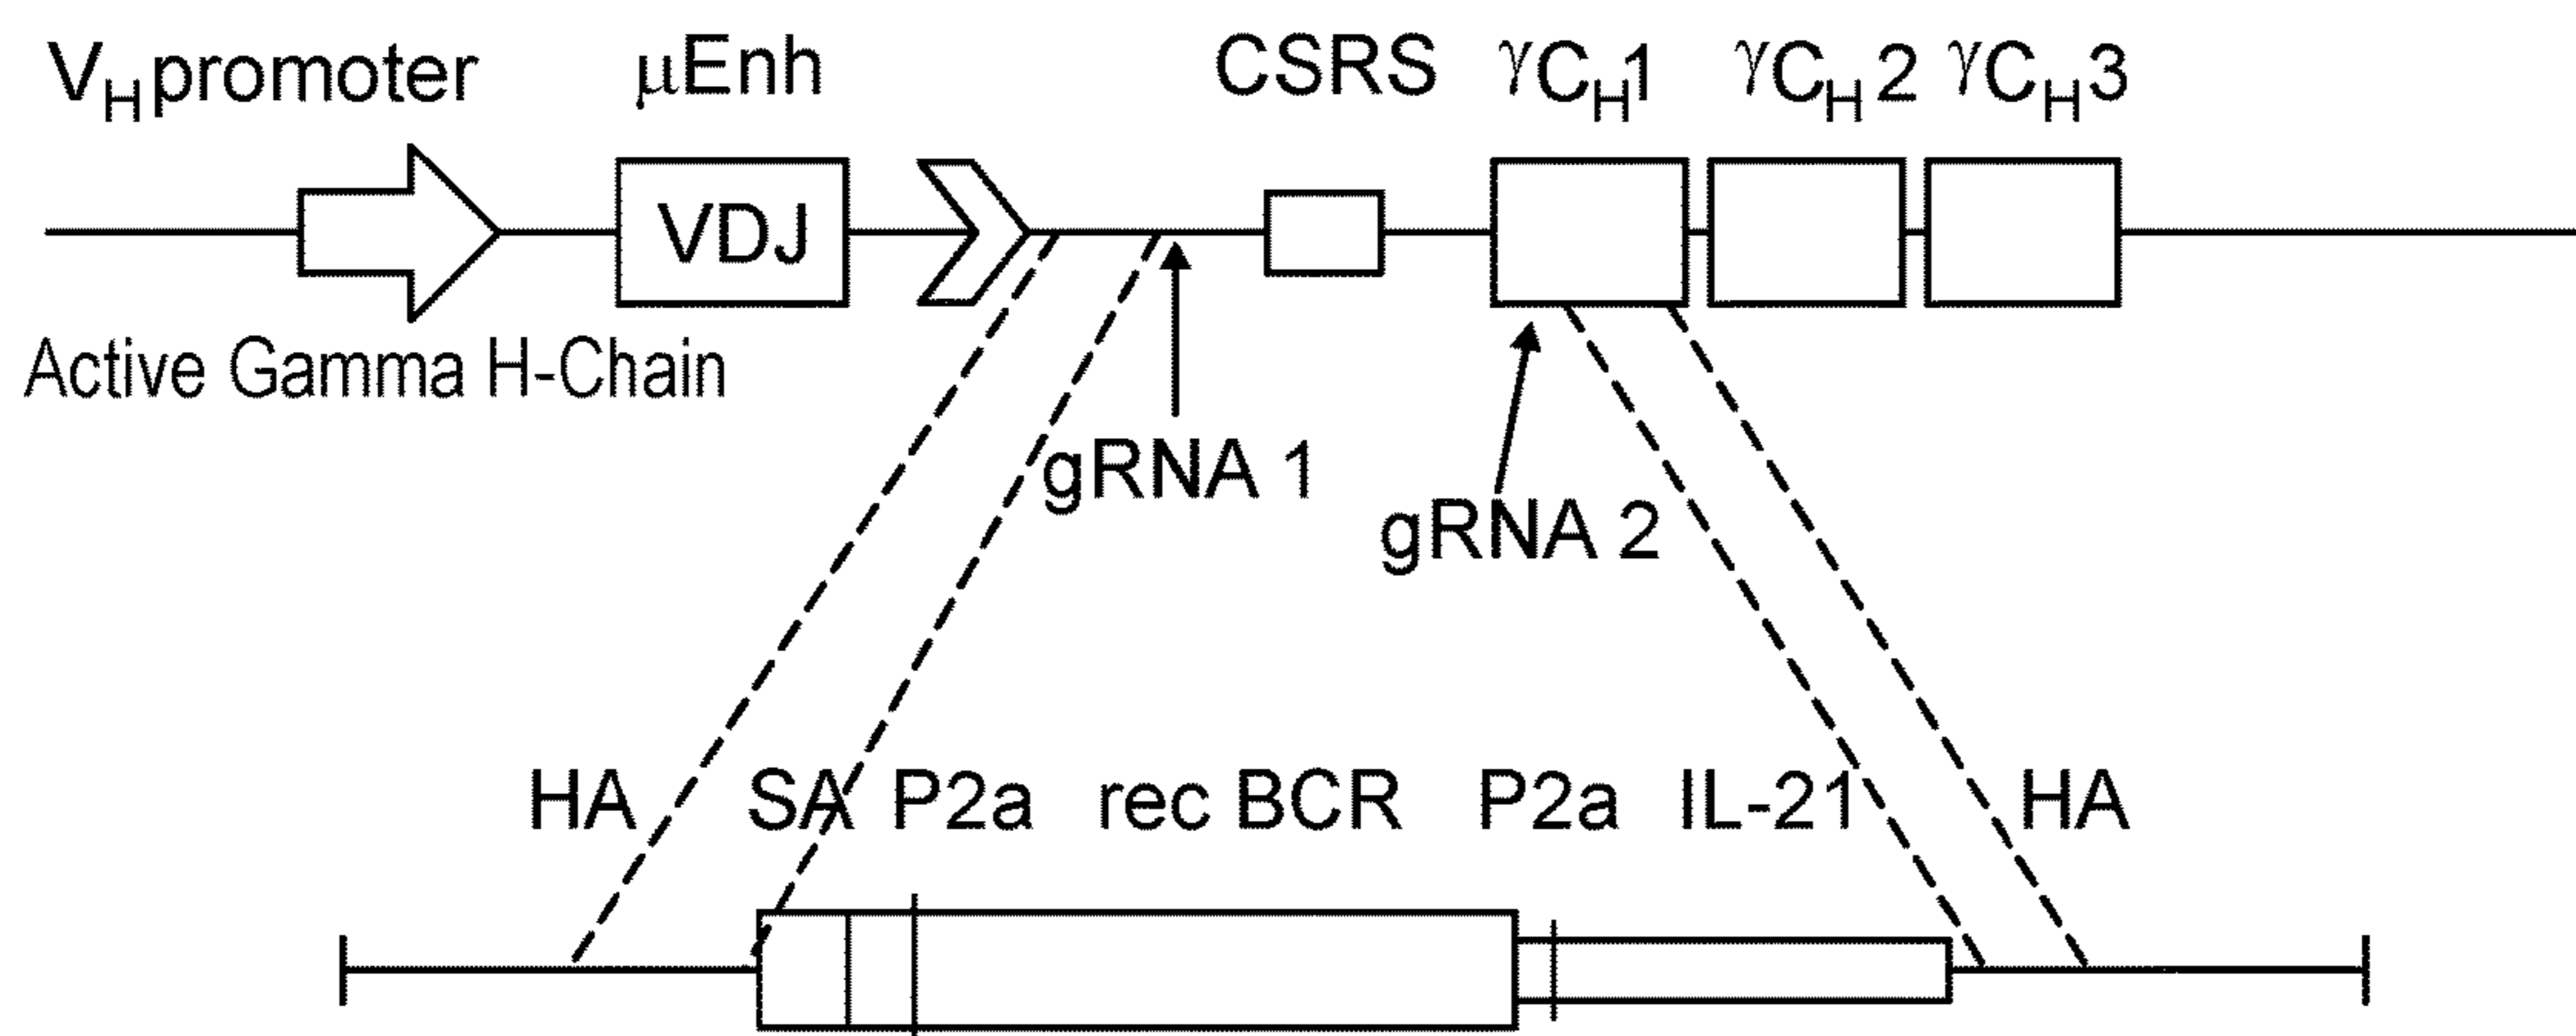 VHpromoter μEnh CSRS γCH1 γCH2 γCH3
VDJ
Active Gamma H-Chain
gRNA 1
gRNA 2
HA SA P2a rec BCR P2a IL-21 HA